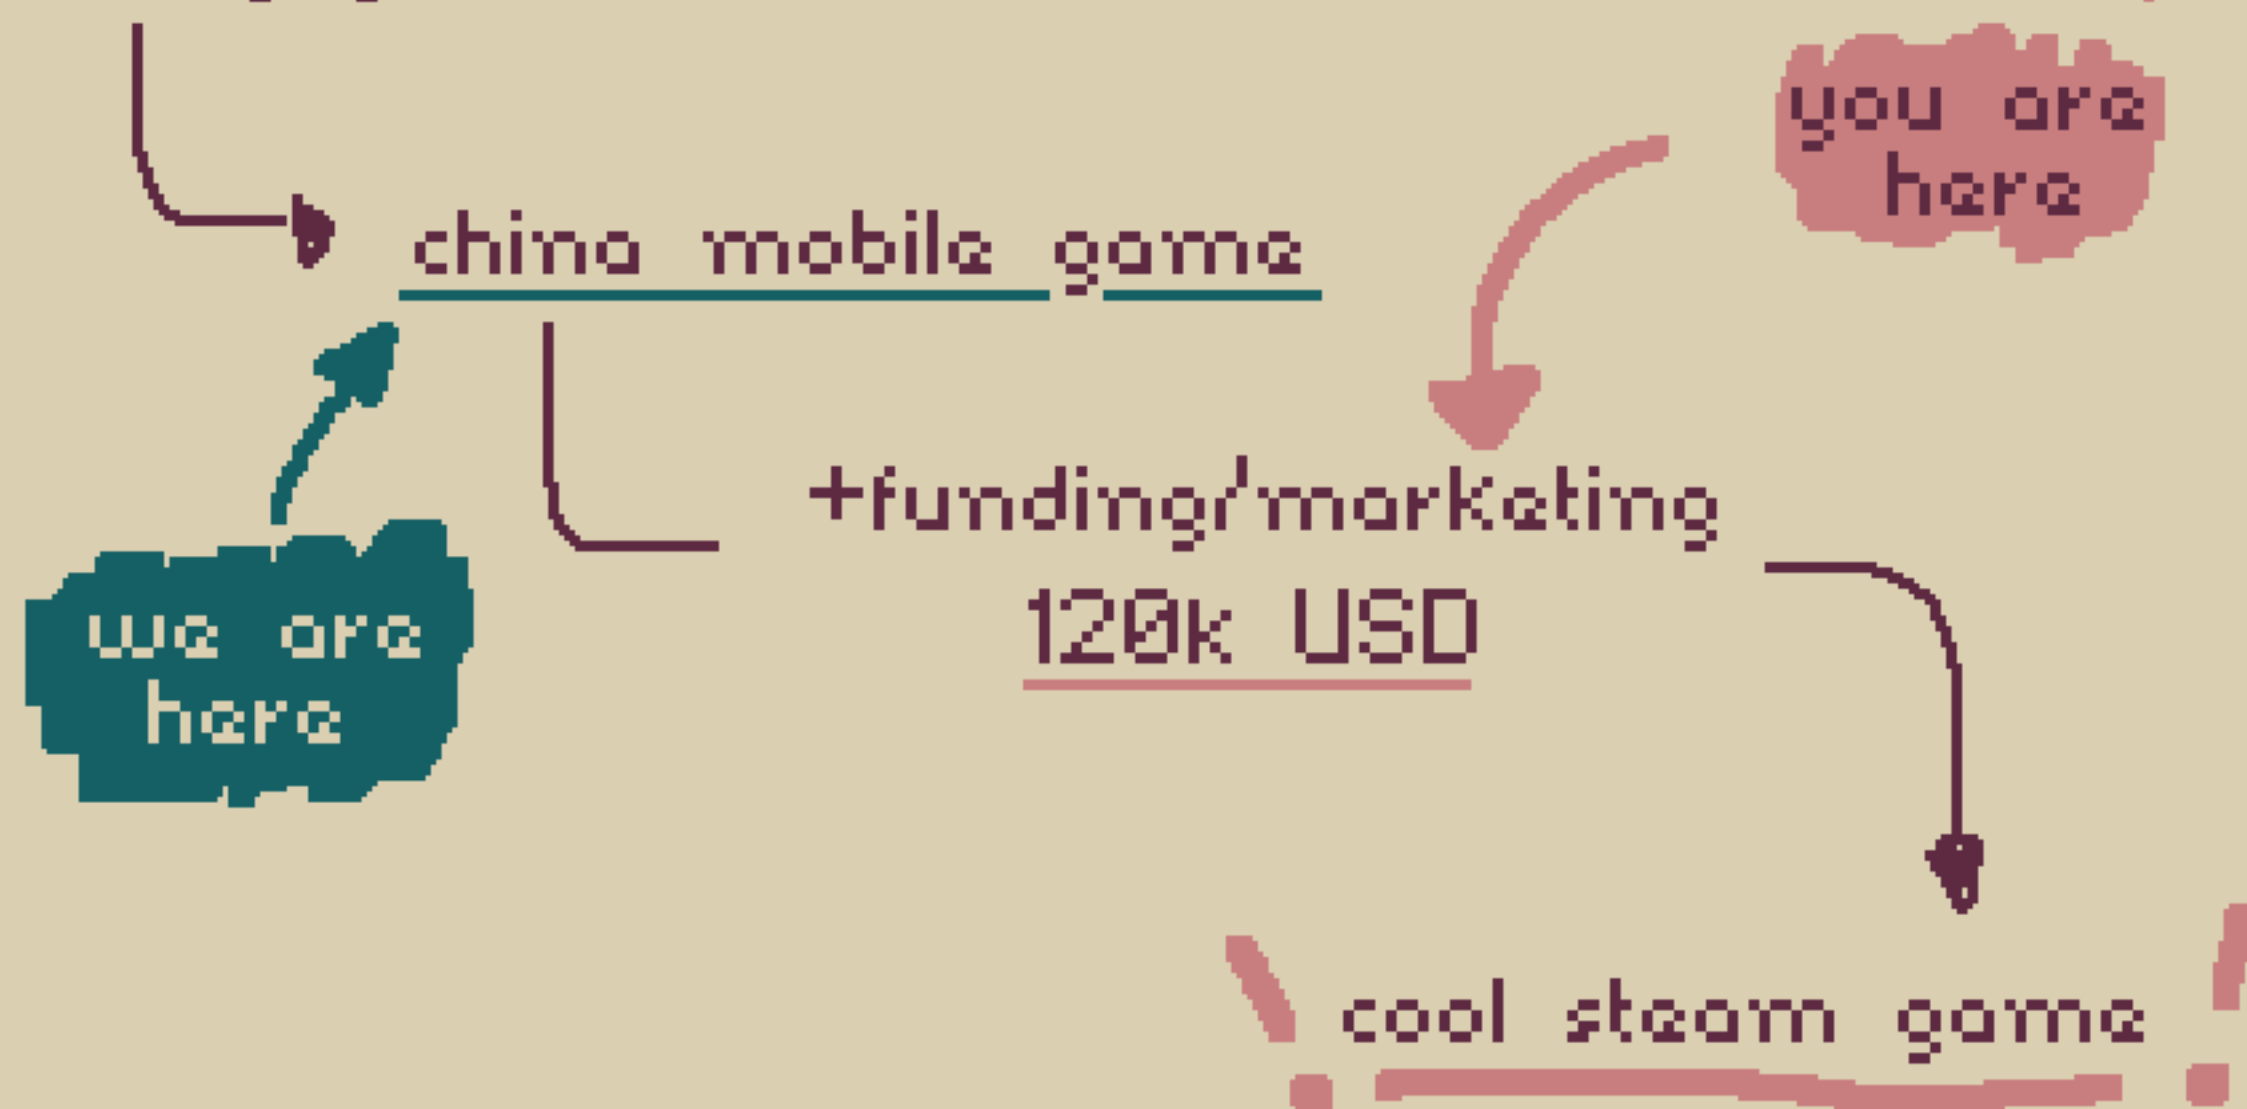 you are
here
china mobile game
+funding/marketing
120k USD
we are
here
cool steam game